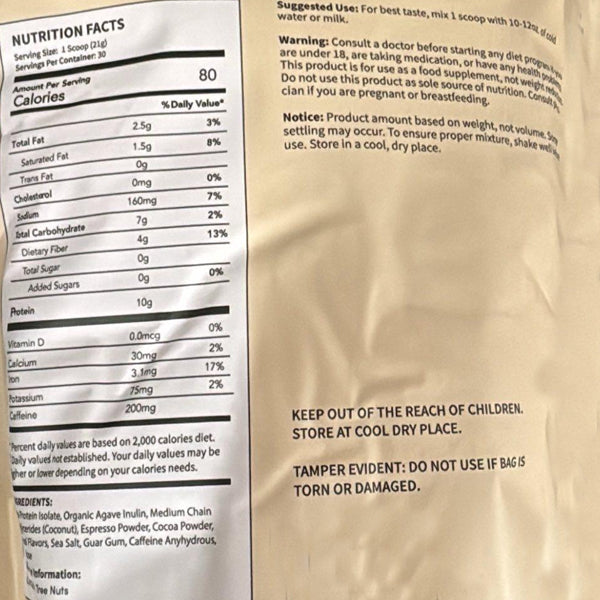 NUTRITION FACTS
Serving Size: 1 Scoop (21g)
Servings Per Container: 30
Amount Per Serving
Calories 80
% Daily Value*
Total Fat 2.5g 3%
Saturated Fat 1.5g 8%
Trans Fat 0g
Cholesterol 0mg 0%
Sodium 160mg 7%
Total Carbohydrate 7g 2%
Dietary Fiber 4g 13%
Total Sugar 0g
Added Sugars 0g 0%
Protein 10g
Vitamin D 0.0mcg 0%
Calcium 30mg 2%
Iron 3.1mg 17%
Potassium 75mg 2%
Caffeine 200mg
*Percent daily values are based on 2,000 calories diet.
Daily values not established. Your daily values may be
or lower depending on your calories needs.
Protein Isolate, Organic Agave Inulin, Medium Chain
(Coconut), Espresso Powder, Cocoa Powder,
Flavors, Sea Salt, Guar Gum, Caffeine Anyhydrous,
Information:
Tree Nuts
Suggested Use: For best taste, mix 1 scoop with 10-12oz of cold
water or milk.
Warning: Consult a doctor before starting any diet
are under 18, are taking medication, or have any health
This product is for use as a food supplement, not weight
Do not use this product as sole source of nutrition. Consult
cian if you are pregnant or breastfeeding.
Notice: Product amount based on weight, not volume.
settling may occur. To ensure proper mixture, shake well
use. Store in a cool, dry place.
KEEP OUT OF THE REACH OF CHILDREN.
STORE AT COOL DRY PLACE.
TAMPER EVIDENT: DO NOT USE IF BAG IS
TORN OR DAMAGED.